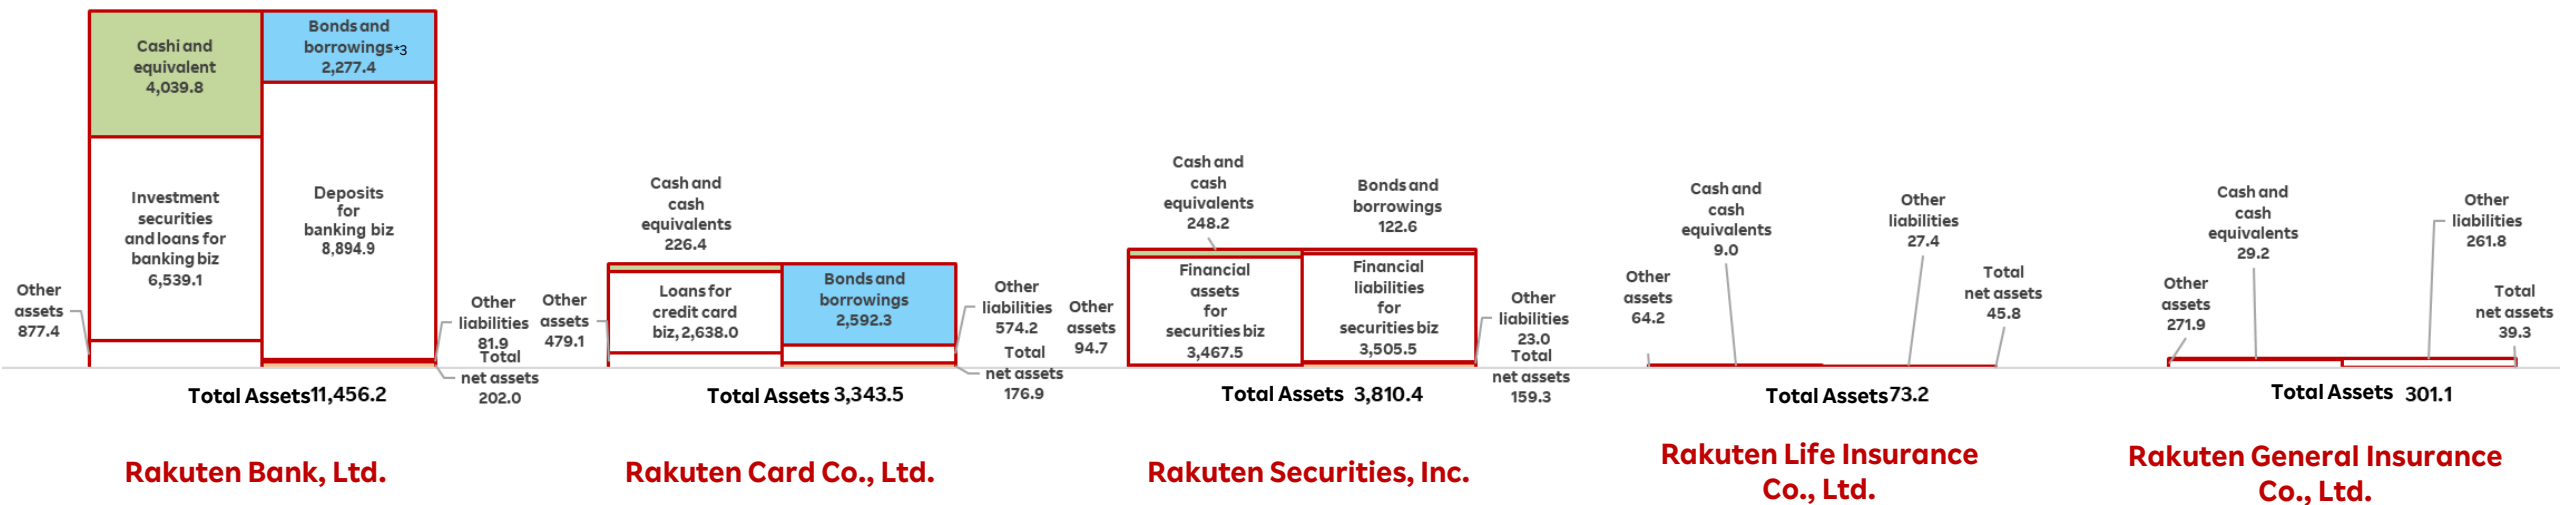 Cashi and
equivalent
4,039.8
Bonds and
borrowings*3
2,277.4
Investment
securities
and loans for
banking biz
6,539.1
Deposits
for
banking biz
8,894.9
Other
assets
877.4
Other
liabilities
81.9
Total
net assets
202.0
Total Assets11,456.2
Rakuten Bank, Ltd.
Cash and
cash
equivalents
226.4
Other
assets
479.1
Loans for
credit card
biz, 2,638.0
Bonds and
borrowings
2,592.3
Other
liabilities
574.2
Total
net assets
176.9
Total Assets 3,343.5
Rakuten Card Co., Ltd.
Cash and
cash
equivalents
248.2
Bonds and
borrowings
122.6
Other
assets
94.7
Financial
assets
for
securities biz
3,467.5
Financial
liabilities
for
securities biz
3,505.5
Other
liabilities
23.0
Total
net assets
159.3
Total Assets 3,810.4
Rakuten Securities, Inc.
Cash and
cash
equivalents
9.0
Other
liabilities
27.4
Other
assets
64.2
Total
net assets
45.8
Total Assets73.2
Rakuten Life Insurance
Co., Ltd.
Cash and
cash
equivalents
29.2
Other
liabilities
261.8
Other
assets
271.9
Total
net assets
39.3
Total Assets 301.1
Rakuten General Insurance
Co., Ltd.